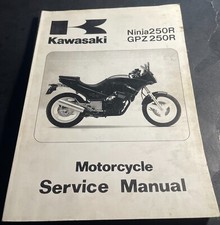 Kawasaki
Ninja250R
GPZ250R
Motorcycle
Service Manual